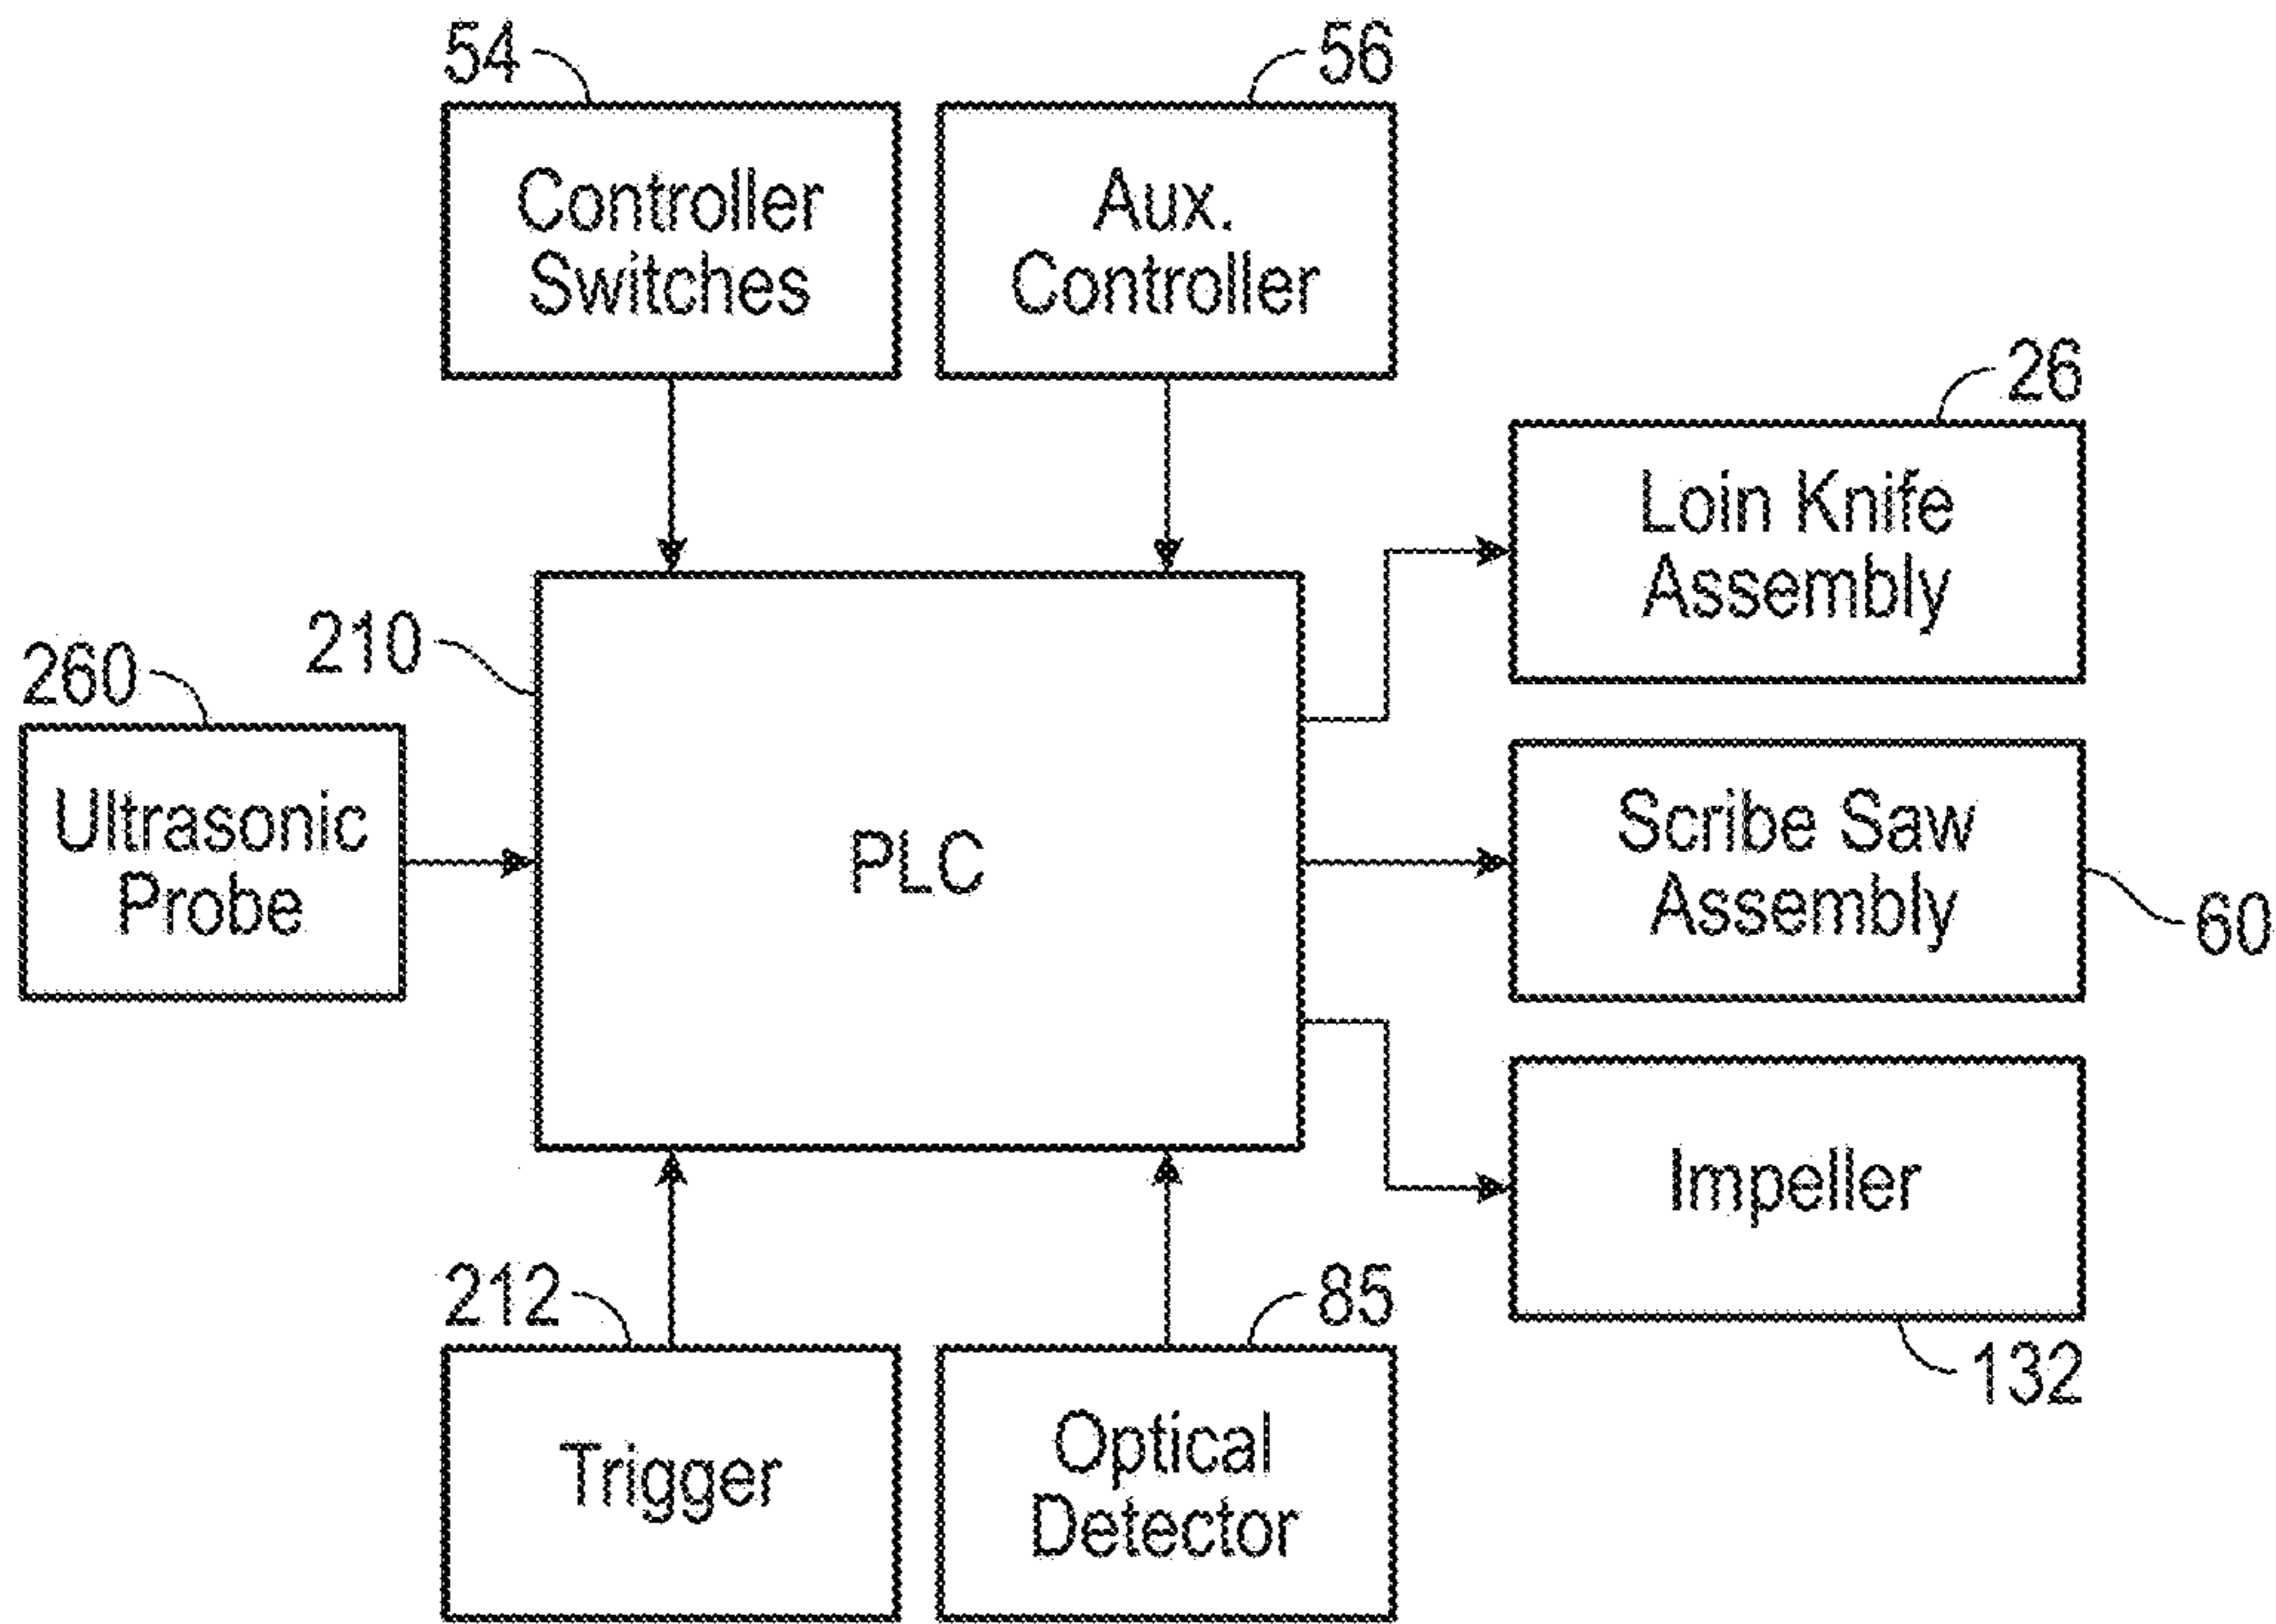 54
56
Controller
Switches
Aux.
Controller
26
Loin Knife
Assembly
210
260
Ultrasonic
Probe
PLC
Scribe Saw
Assembly
60
Impeller
132
212
85
Trigger
Optical
Detector